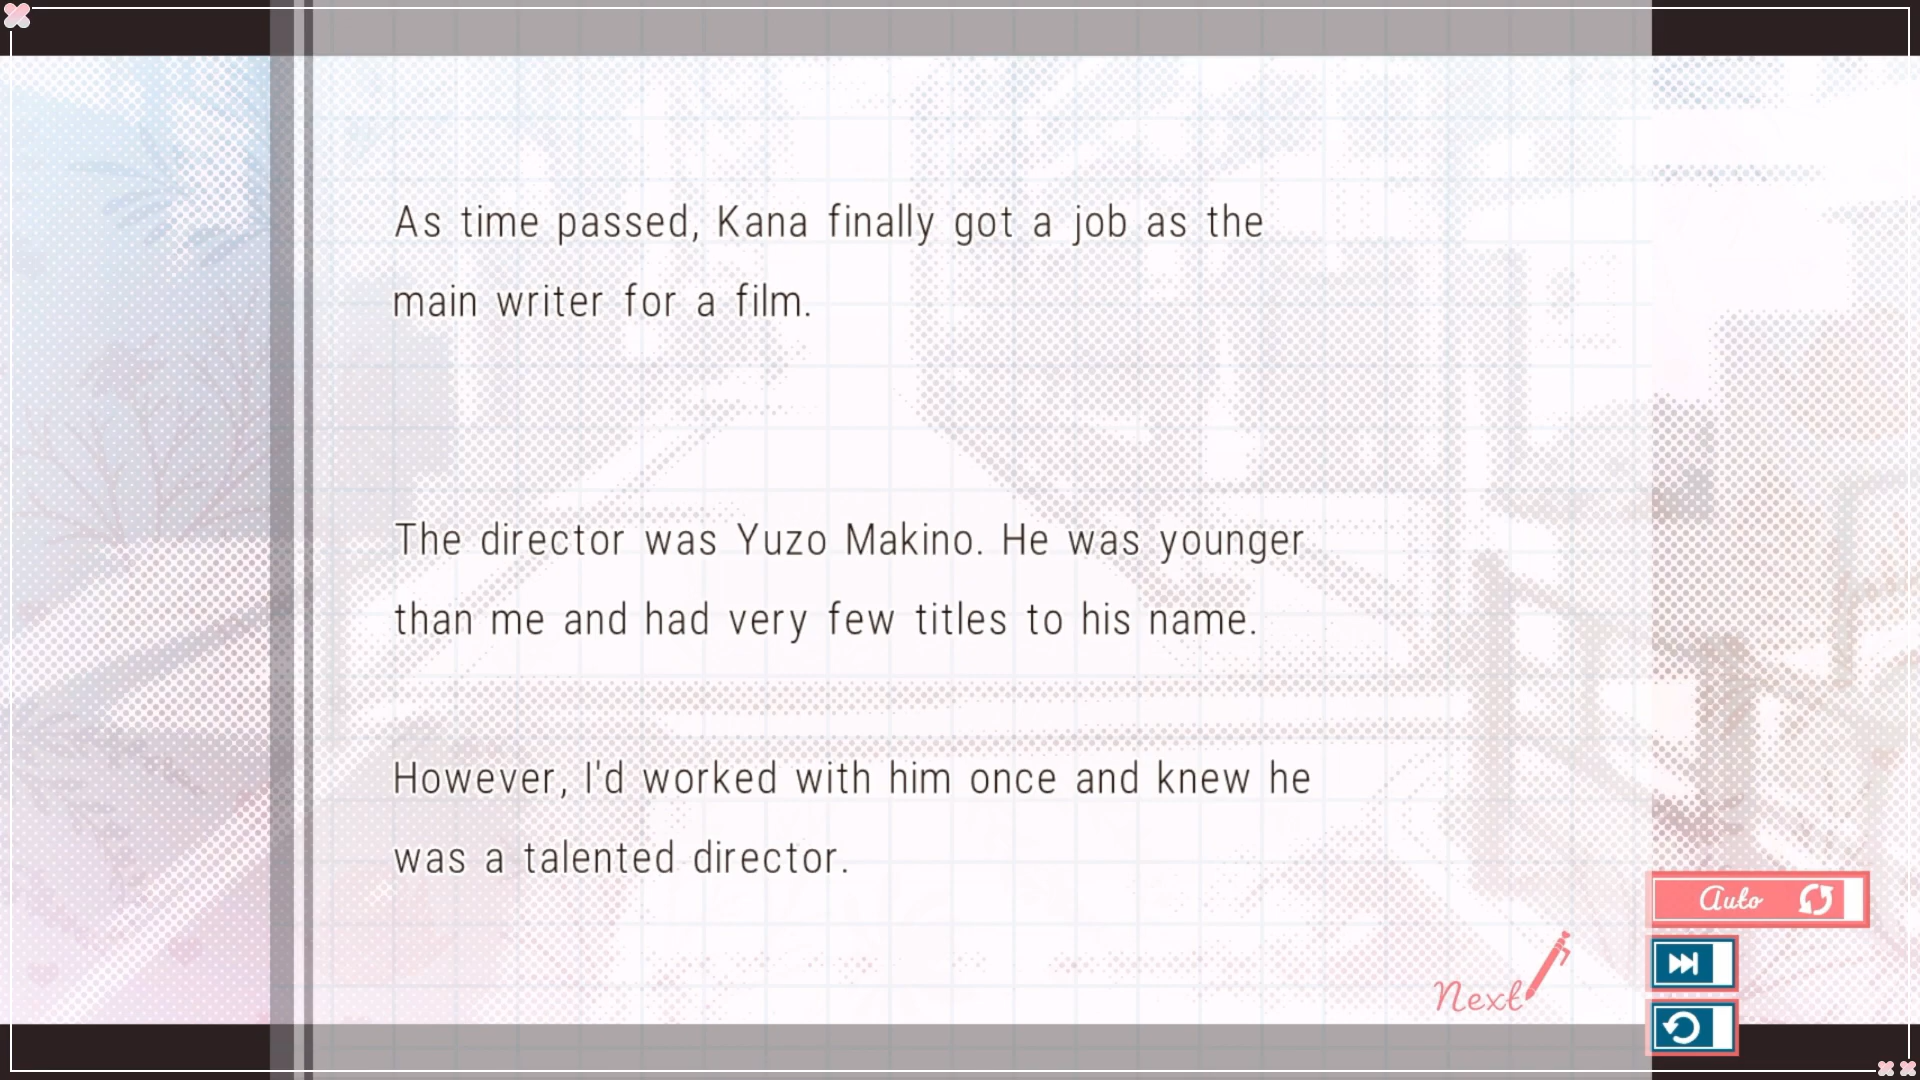 As time passed, Kana finally got a job as the
main writer for a film.
The director was Yuzo Makino. He was younger
than me and had very few titles to his name.
However, I'd worked with him once and knew he
was a talented director.
Auto
Next